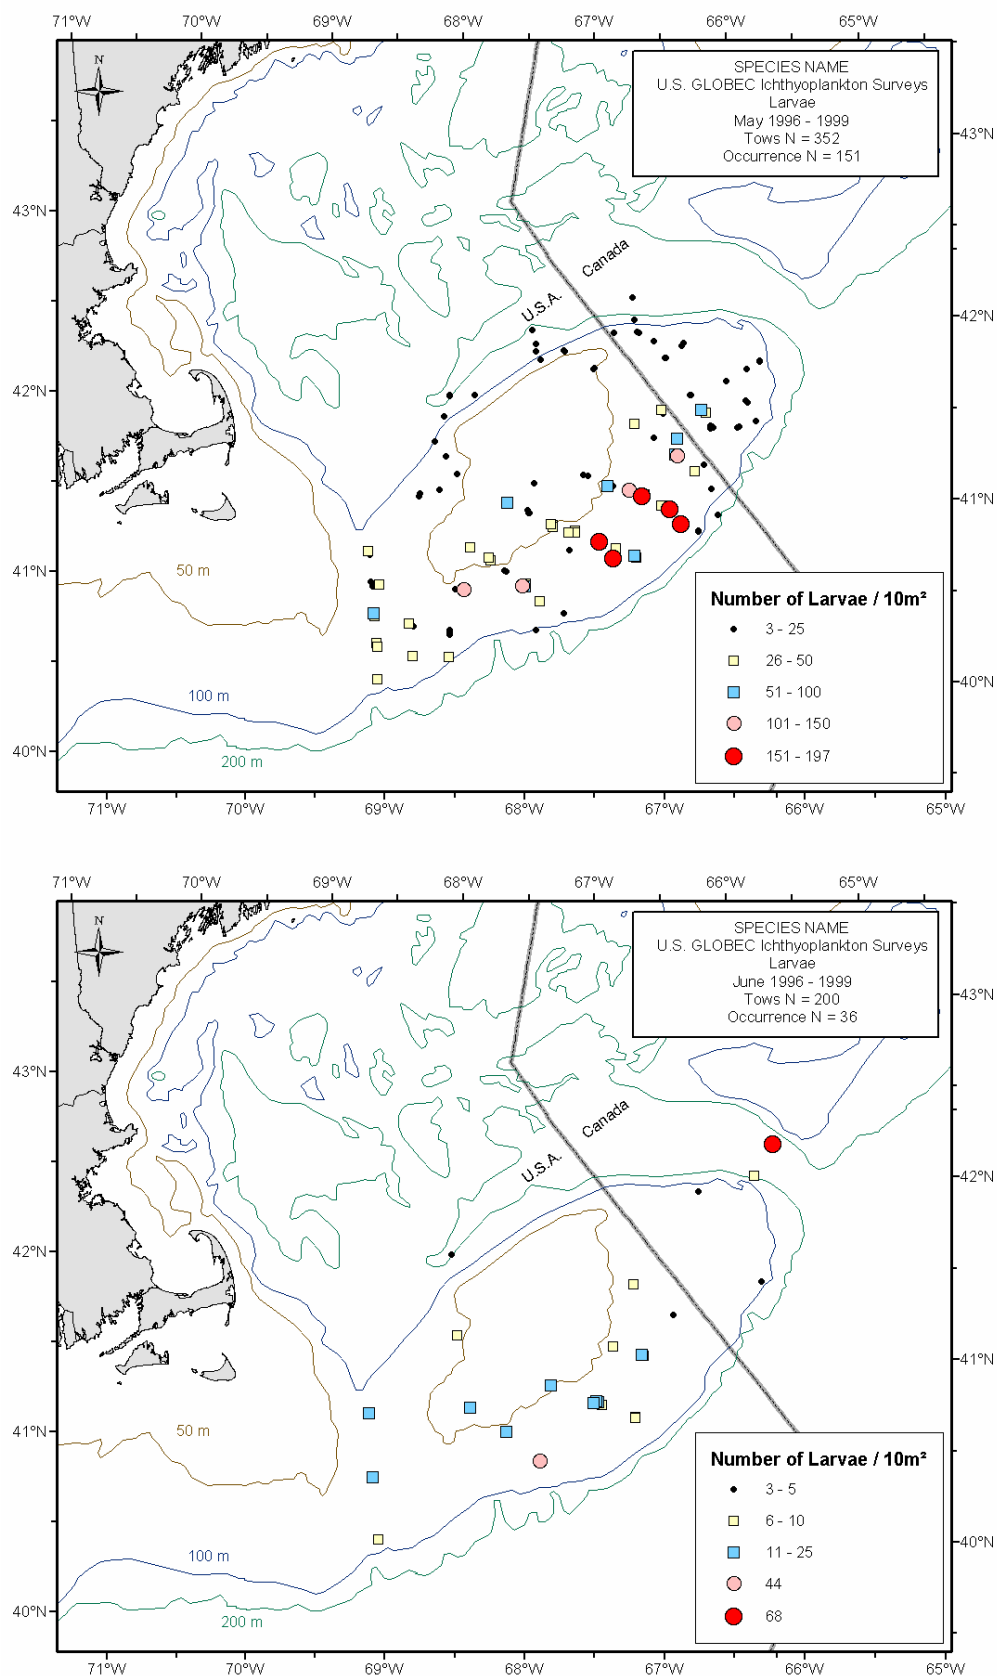 71°W 70°W 69°W 68°W 67°W 66°W 65°W
N
SPECIES NAME
U.S. GLOBEC Ichthyoplankton Surveys
Larvae
May 1996 - 1999
Tows N = 352
Occurrence N = 151
43°N
43°N
Canada
U.S.A.
42°N
42°N
41°N
50 m
41°N
Number of Larvae / 10m²
3 - 25
26 - 50
51 - 100
101 - 150
151 - 197
40°N
100 m
40°N
200 m
71°W 70°W 69°W 68°W 67°W 66°W 65°W
71°W 70°W 69°W 68°W 67°W 66°W 65°W
N
SPECIES NAME
U.S. GLOBEC Ichthyoplankton Surveys
Larvae
June 1996 - 1999
Tows N = 200
Occurrence N = 36
43°N
43°N
Canada
U.S.A.
42°N
42°N
41°N
50 m
41°N
Number of Larvae / 10m²
3 - 5
6 - 10
11 - 25
44
68
40°N
100 m
40°N
200 m
71°W 70°W 69°W 68°W 67°W 66°W 65°W